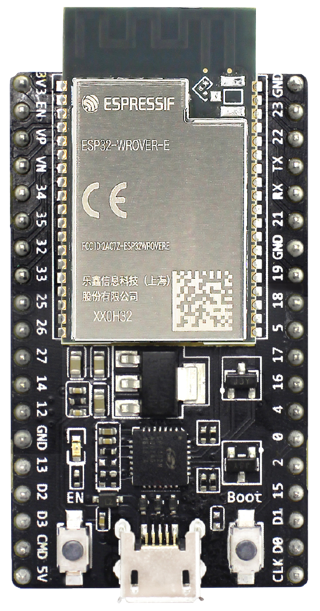 ESPRESSIF
ESP32-WROVER-E
CE
FCC ID:2AC7Z-ESP32WROVERE
乐鑫信息科技（上海）
股份有限公司
XX0H32
3V3
EN
VP
VN
34
35
32
33
25
26
27
14
12
GND
13
D2
D3
CMD
5V
GND
23
22
TX
RX
21
GND
19
18
5
17
16
4
0
2
15
D1
D0
CLK
EN
Boot